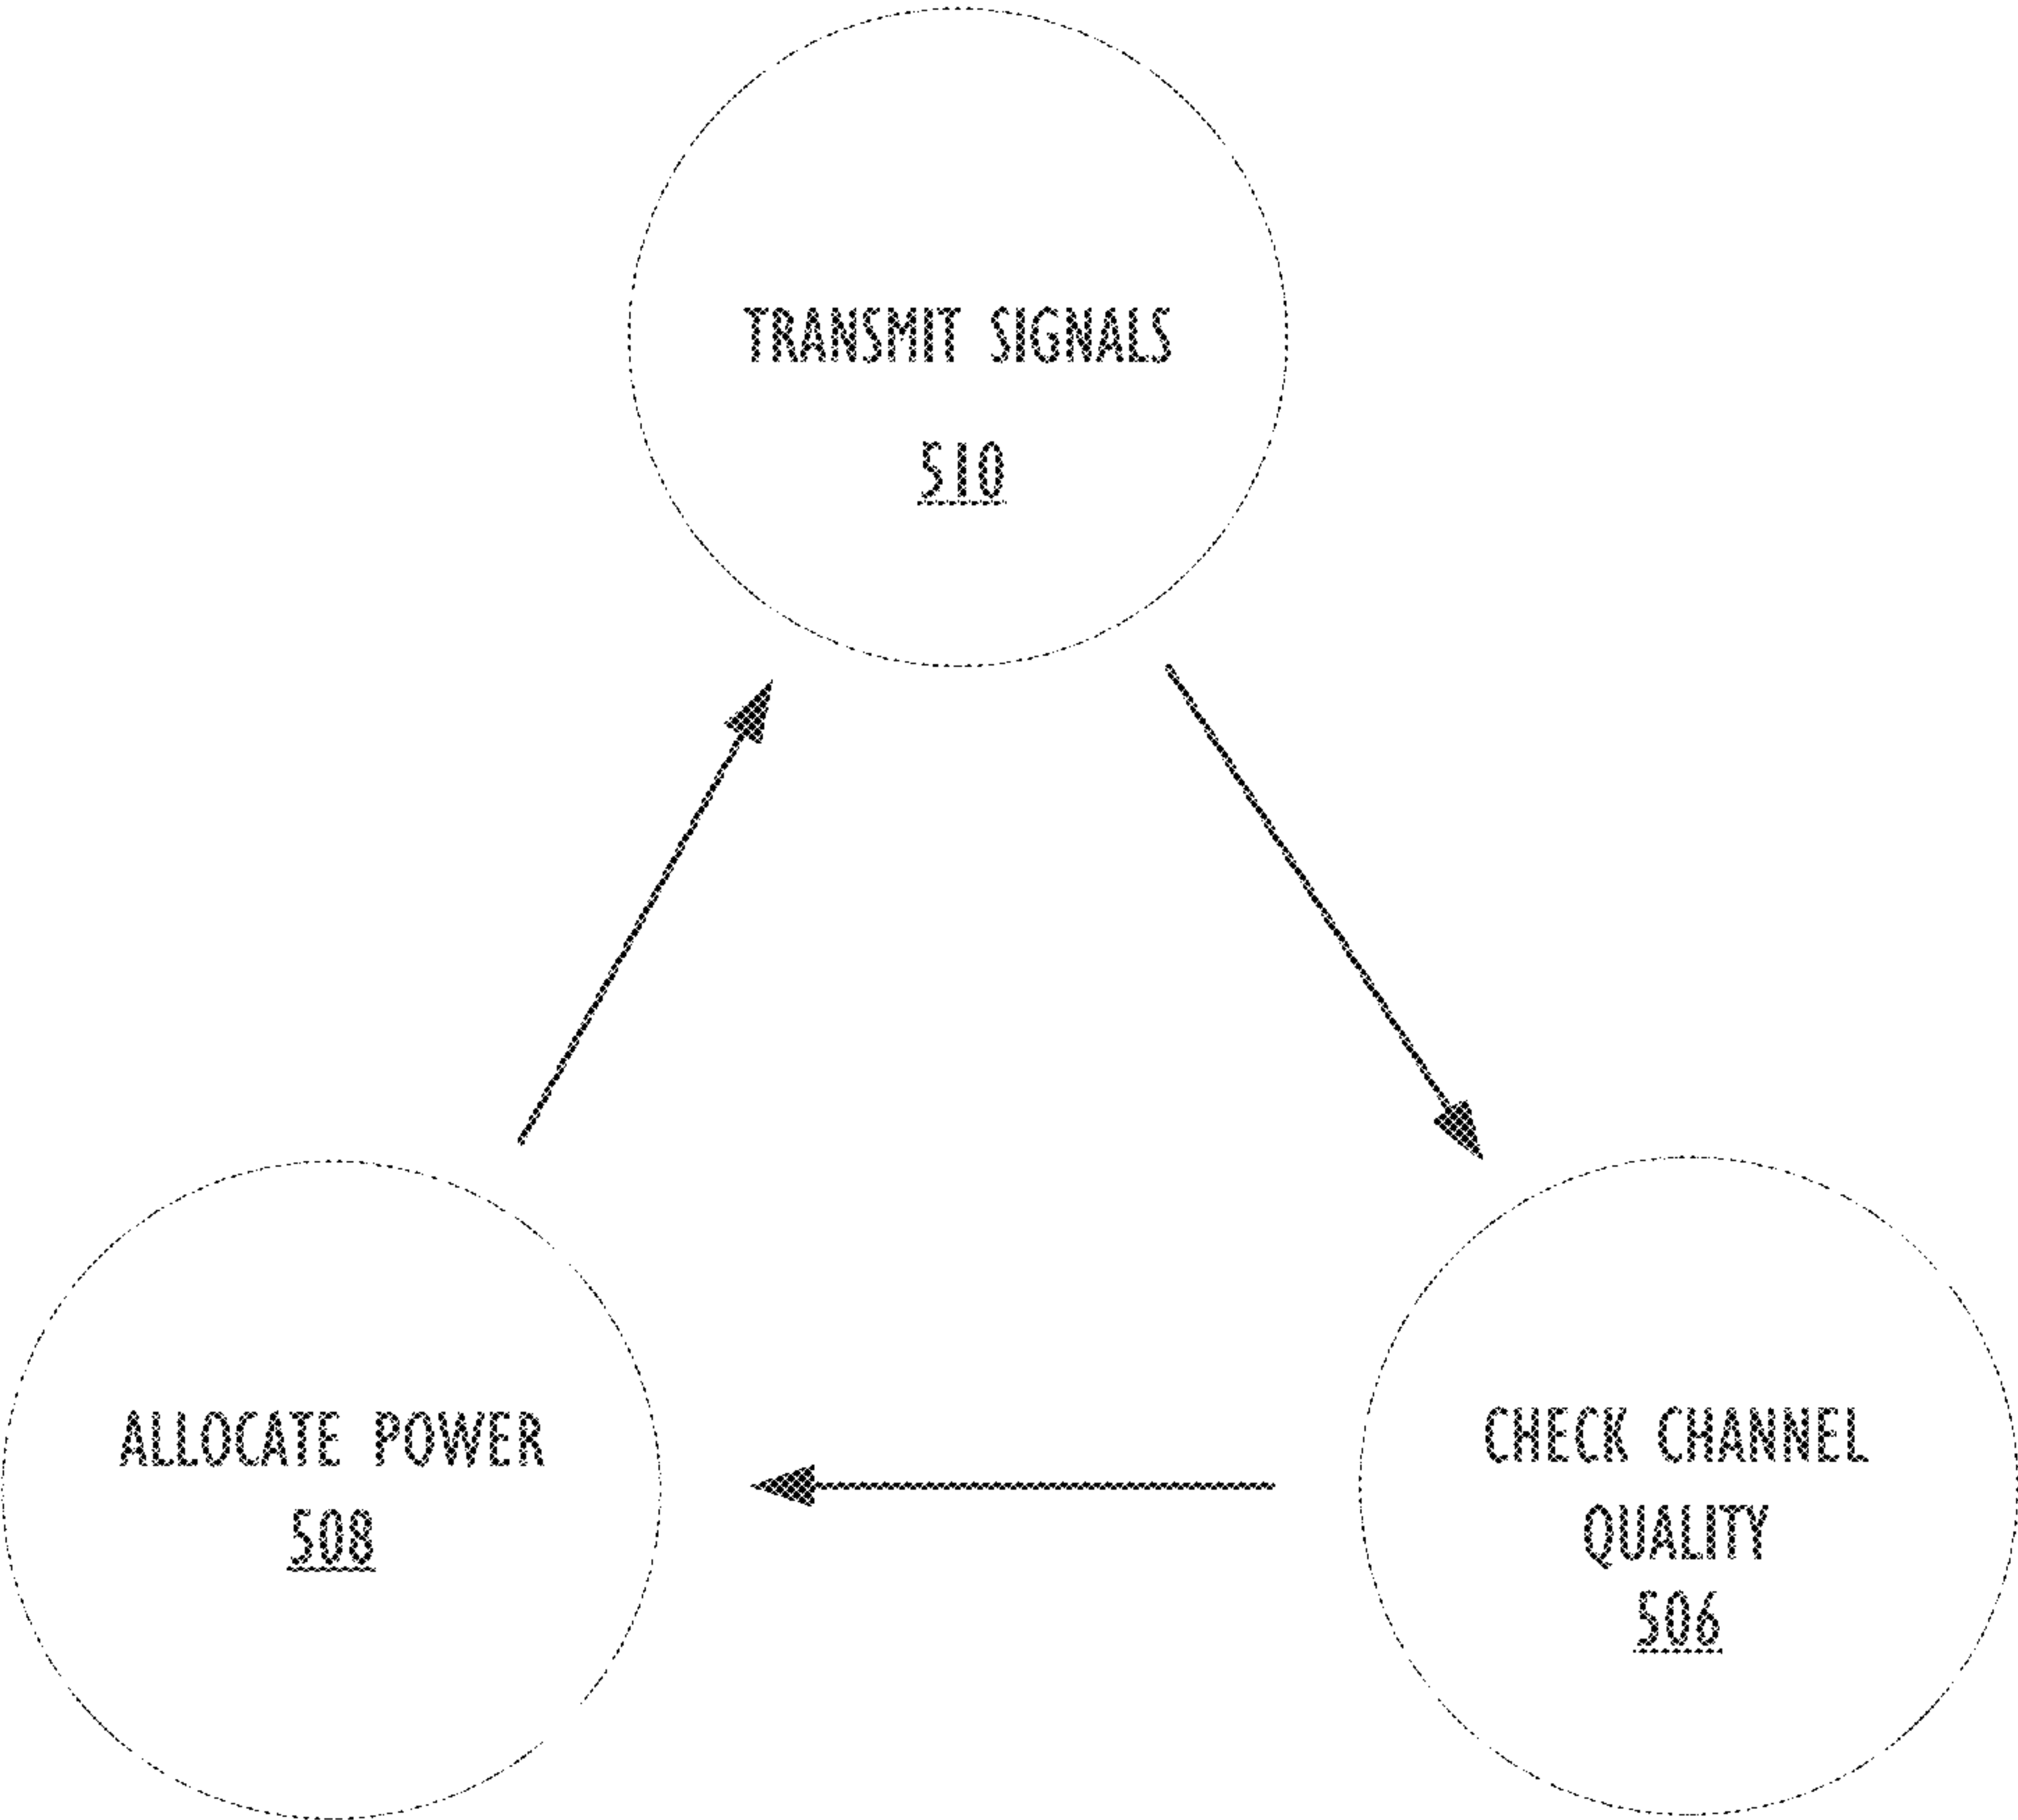 TRANSMIT SIGNALS
510
ALLOCATE POWER
508
CHECK CHANNEL
QUALITY
506